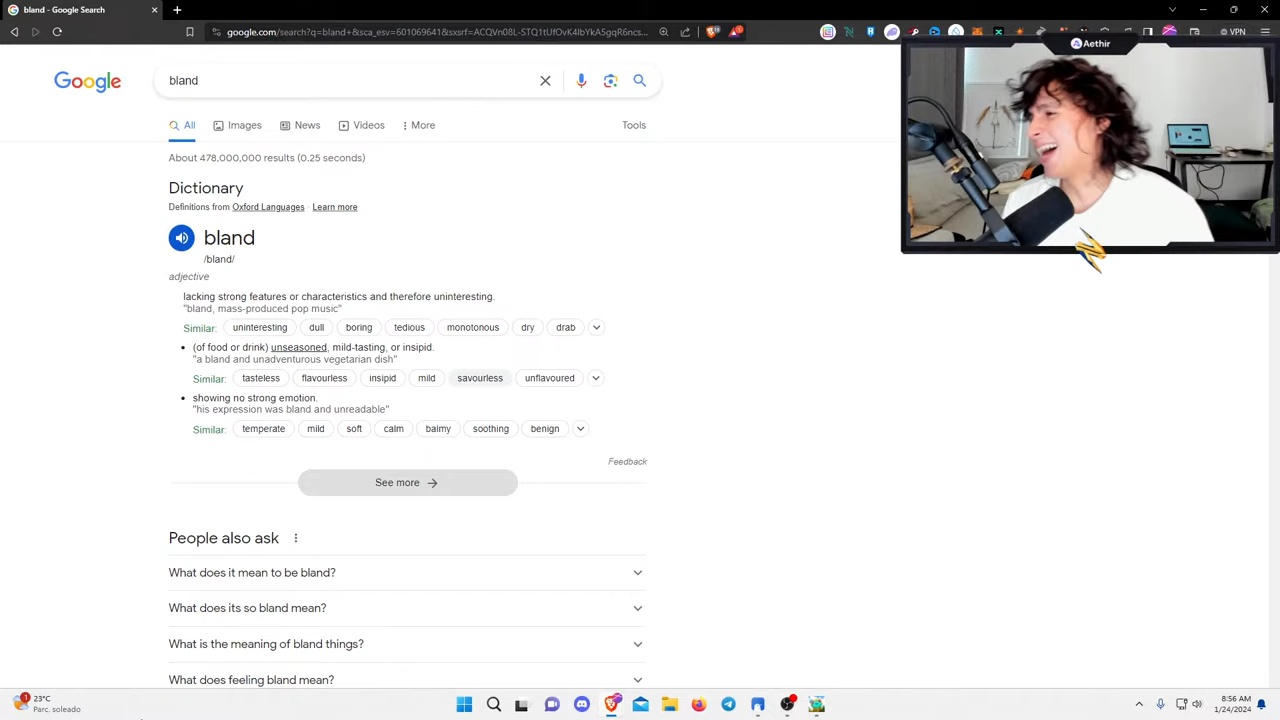 bland - Google Search
google.com/search?q=bland+&sca_esv=601069641&sxsrf=ACQVn08L-STQ1tUfOvK4IbYkA5gqR6ncs...
VPN
Aethir
Google
bland
All
Images
News
Videos
More
Tools
About 478,000,000 results (0.25 seconds)
Dictionary
Definitions from Oxford Languages · Learn more
bland
/bland/
adjective
lacking strong features or characteristics and therefore uninteresting.
"bland, mass-produced pop music"
Similar: uninteresting dull boring tedious monotonous dry drab
• (of food or drink) unseasoned, mild-tasting, or insipid.
"a bland and unadventurous vegetarian dish"
Similar: tasteless flavourless insipid mild savourless unflavoured
• showing no strong emotion.
"his expression was bland and unreadable"
Similar: temperate mild soft calm balmy soothing benign
Feedback
See more
People also ask
What does it mean to be bland?
What does its so bland mean?
What is the meaning of bland things?
What does feeling bland mean?
1
23°C
Parc. soleado
8:56 AM
1/24/2024